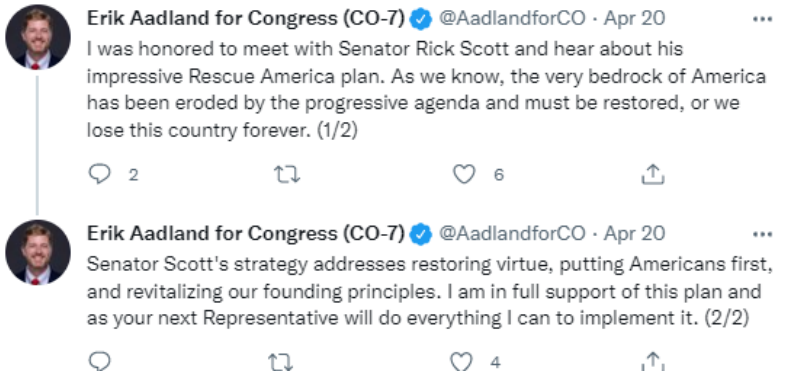 Erik Aadland for Congress (CO-7) @AadlandforCO · Apr 20
I was honored to meet with Senator Rick Scott and hear about his
impressive Rescue America plan. As we know, the very bedrock of America
has been eroded by the progressive agenda and must be restored, or we
lose this country forever. (1/2)
2 6
Erik Aadland for Congress (CO-7) @AadlandforCO · Apr 20
Senator Scott's strategy addresses restoring virtue, putting Americans first,
and revitalizing our founding principles. I am in full support of this plan and
as your next Representative will do everything I can to implement it. (2/2)
4